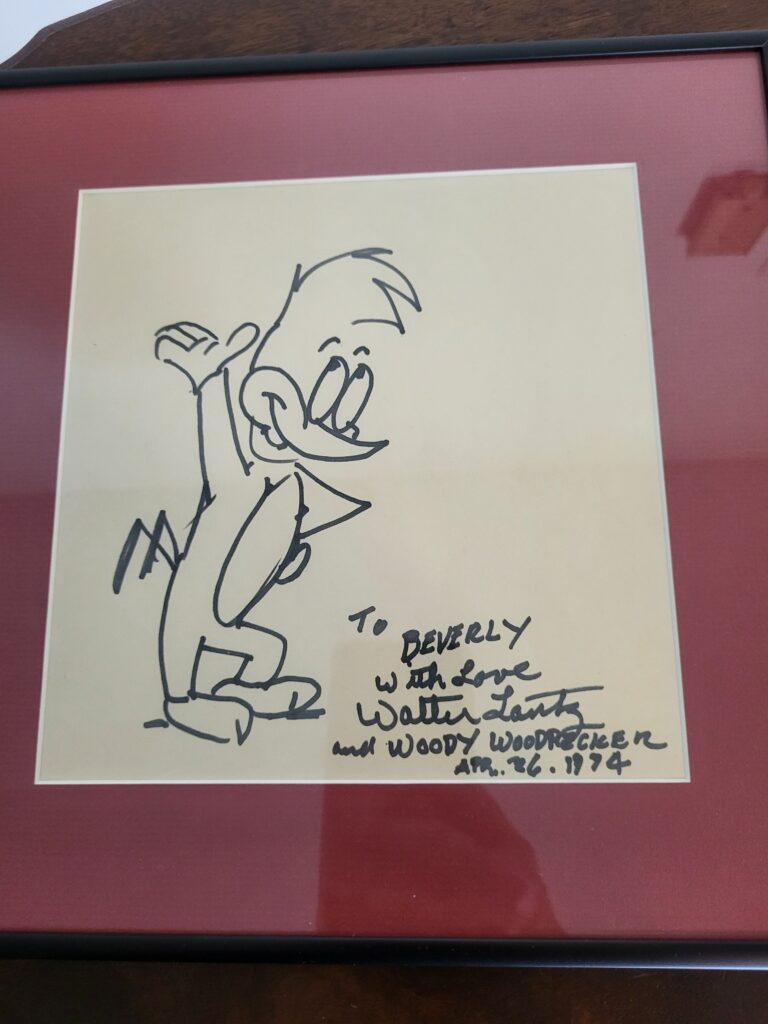 To
BEVERLY
with Love
Walter Lantz
and WOODY WOODPECKER
APR. 26. 1974